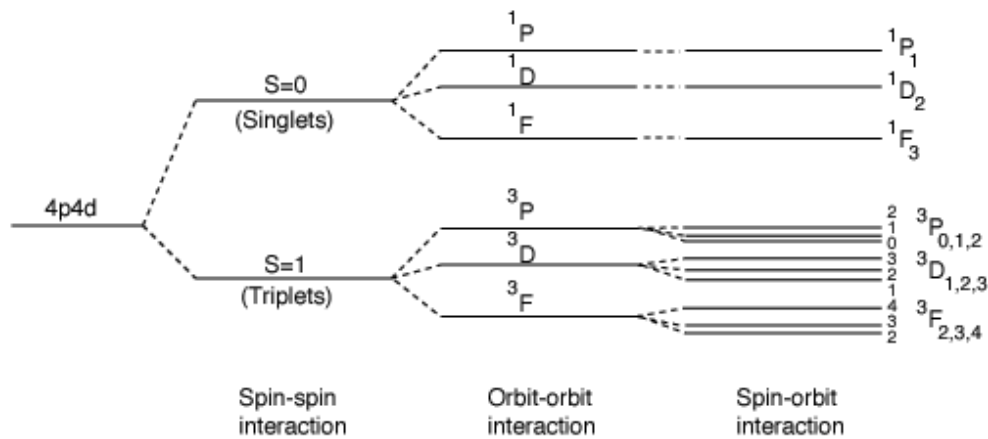 ¹P
¹P₁
¹D
¹D₂
S=0
(Singlets)
¹F
¹F₃
4p4d
³P
2
1
0
³P₀,₁,₂
³D
3
2
1
³D₁,₂,₃
S=1
(Triplets)
³F
4
3
2
³F₂,₃,₄
Spin-spin
interaction
Orbit-orbit
interaction
Spin-orbit
interaction